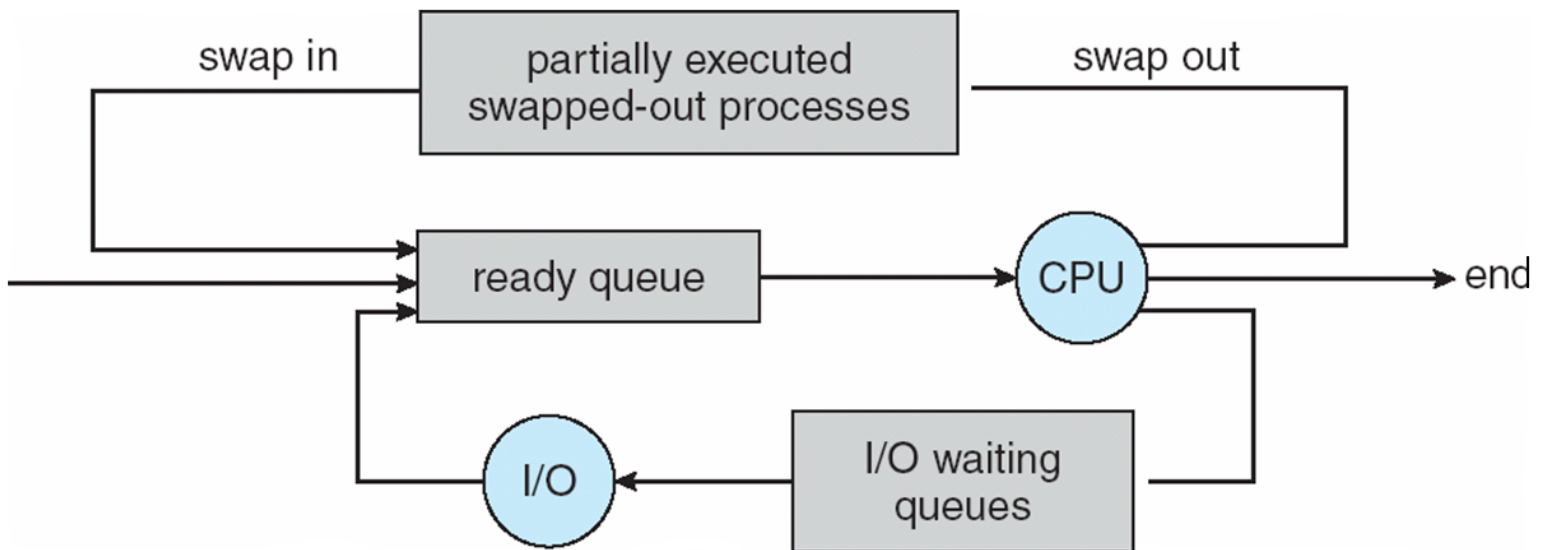 swap in
partially executed
swapped-out processes
swap out
ready queue
CPU
end
I/O
I/O waiting
queues